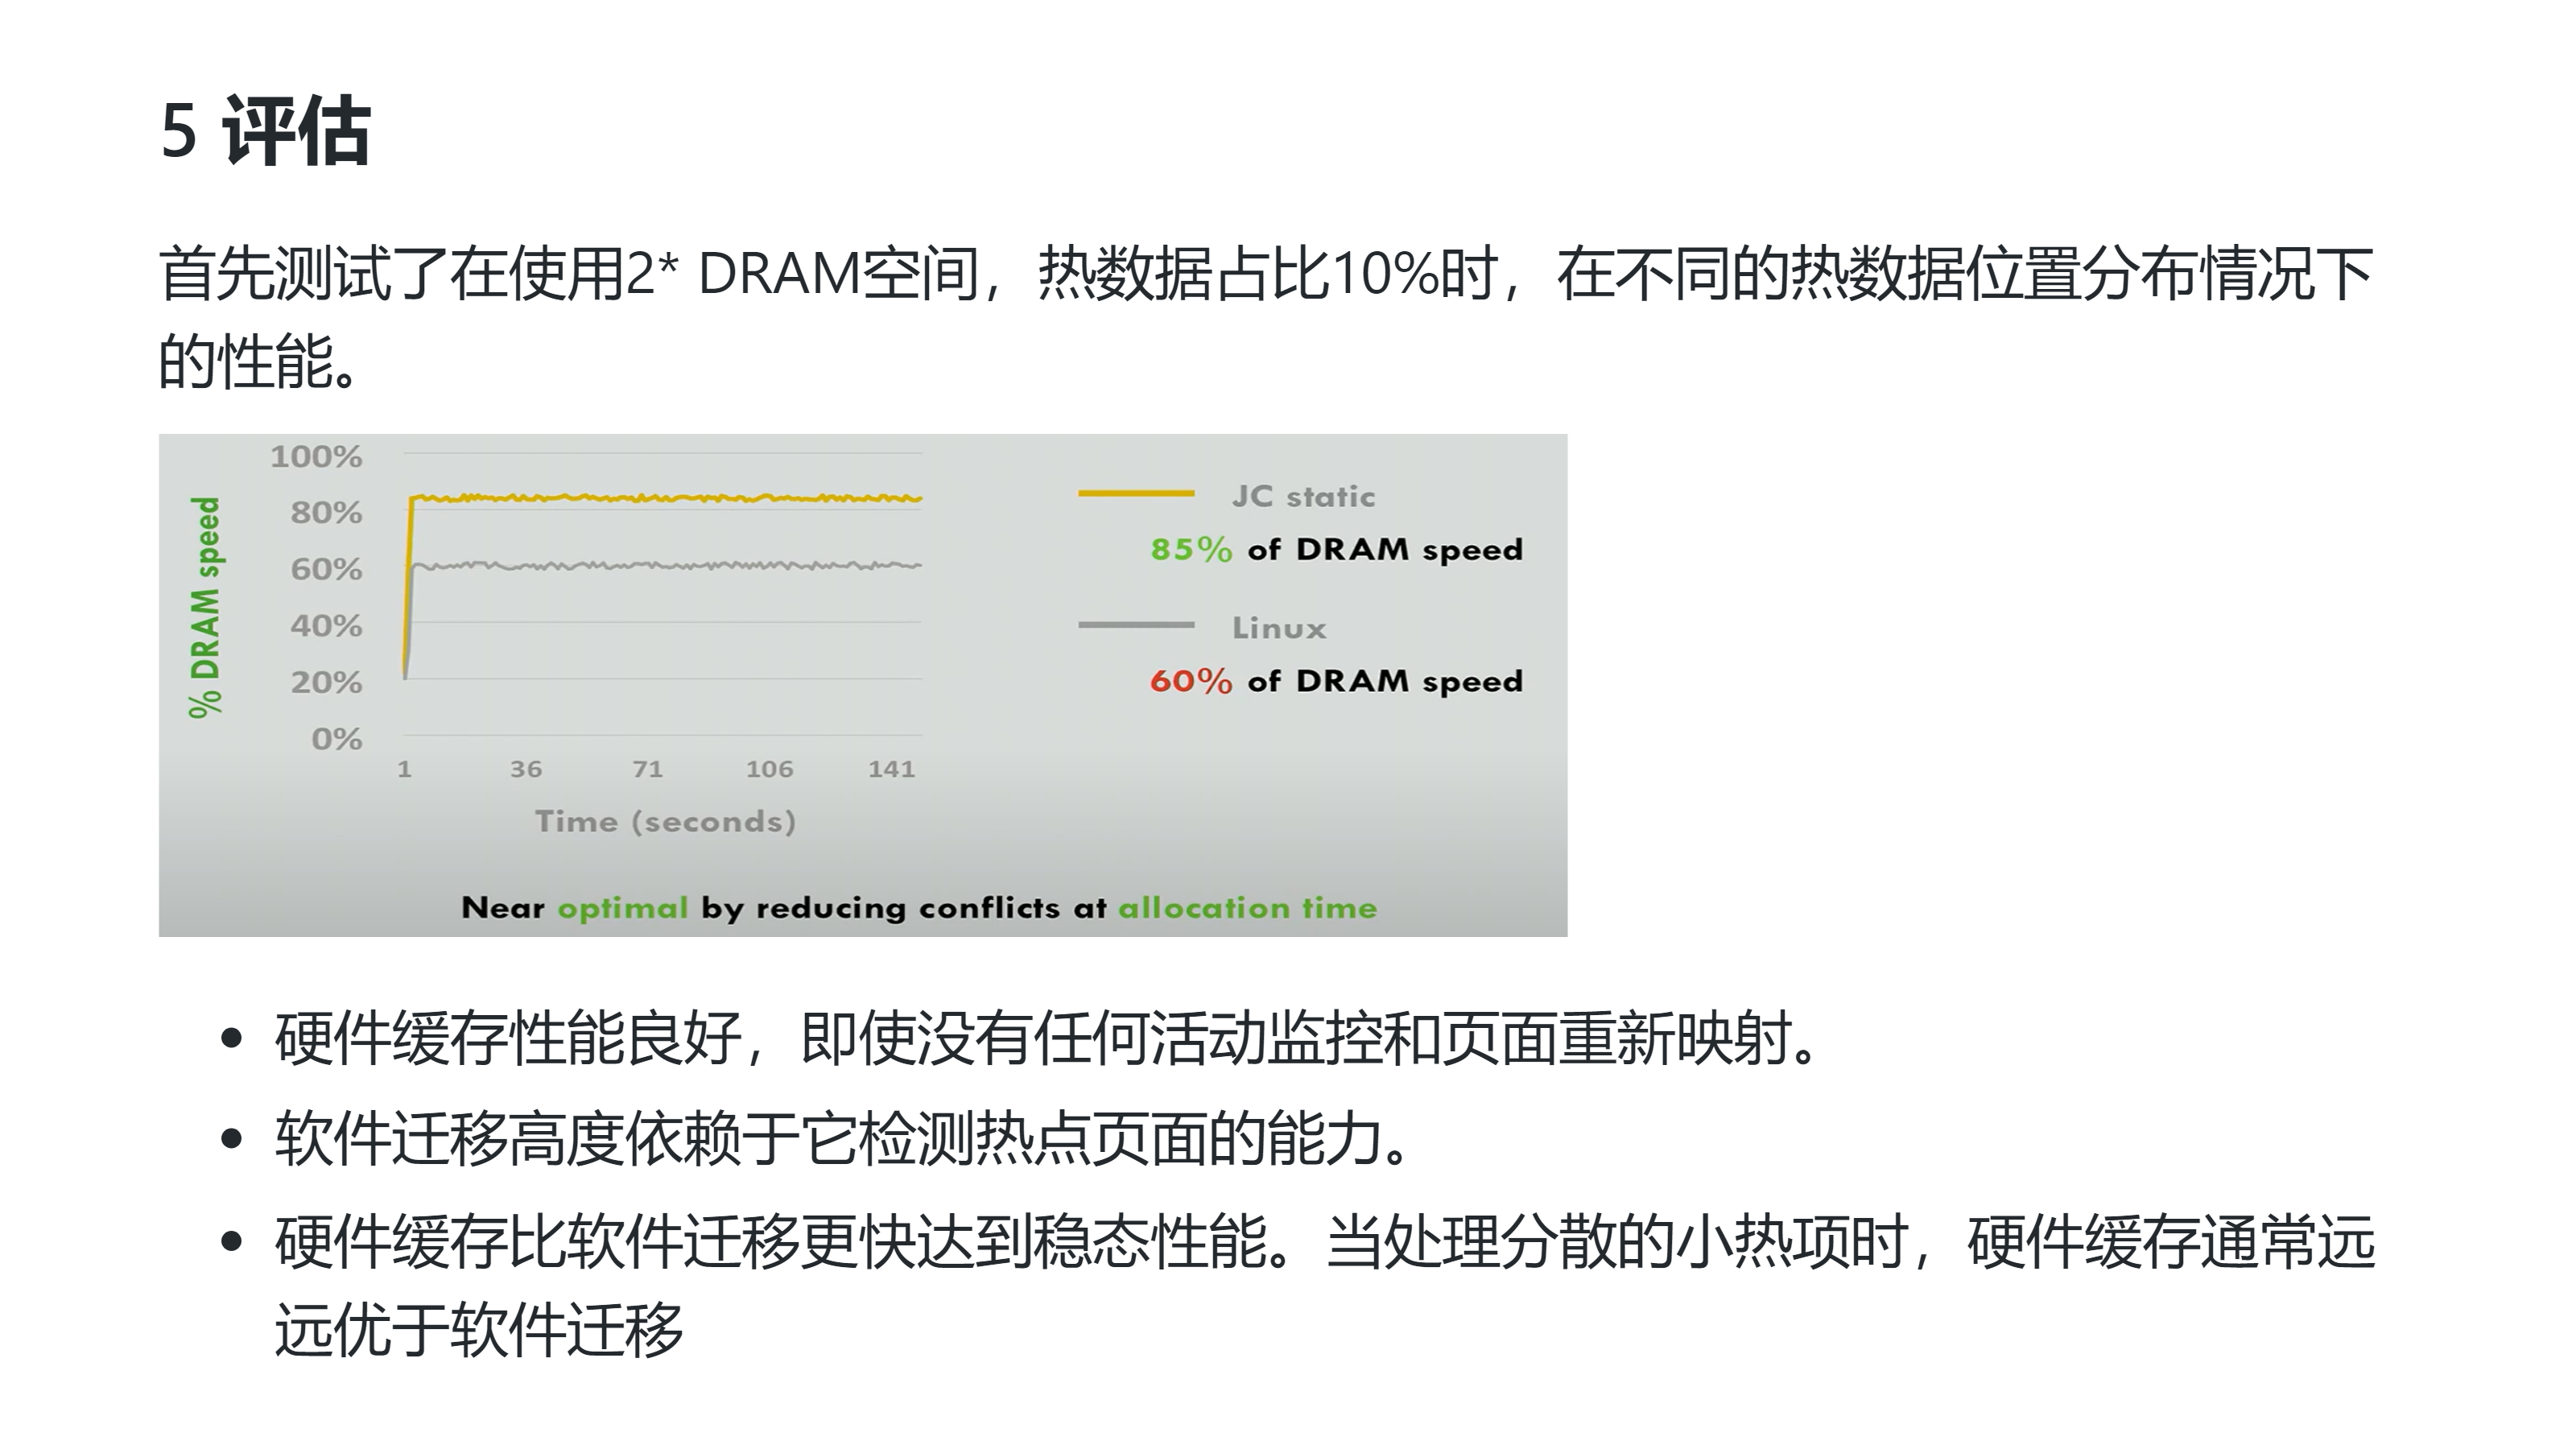 5 评估
首先测试了在使用2* DRAM空间，热数据占比10%时，在不同的热数据位置分布情况下
的性能。
% DRAM speed
100%
80%
60%
40%
20%
0%
1 36 71 106 141
Time (seconds)
JC static
85% of DRAM speed
Linux
60% of DRAM speed
Near optimal by reducing conflicts at allocation time
• 硬件缓存性能良好，即使没有任何活动监控和页面重新映射。
• 软件迁移高度依赖于它检测热点页面的能力。
• 硬件缓存比软件迁移更快达到稳态性能。当处理分散的小热项时，硬件缓存通常远
远优于软件迁移